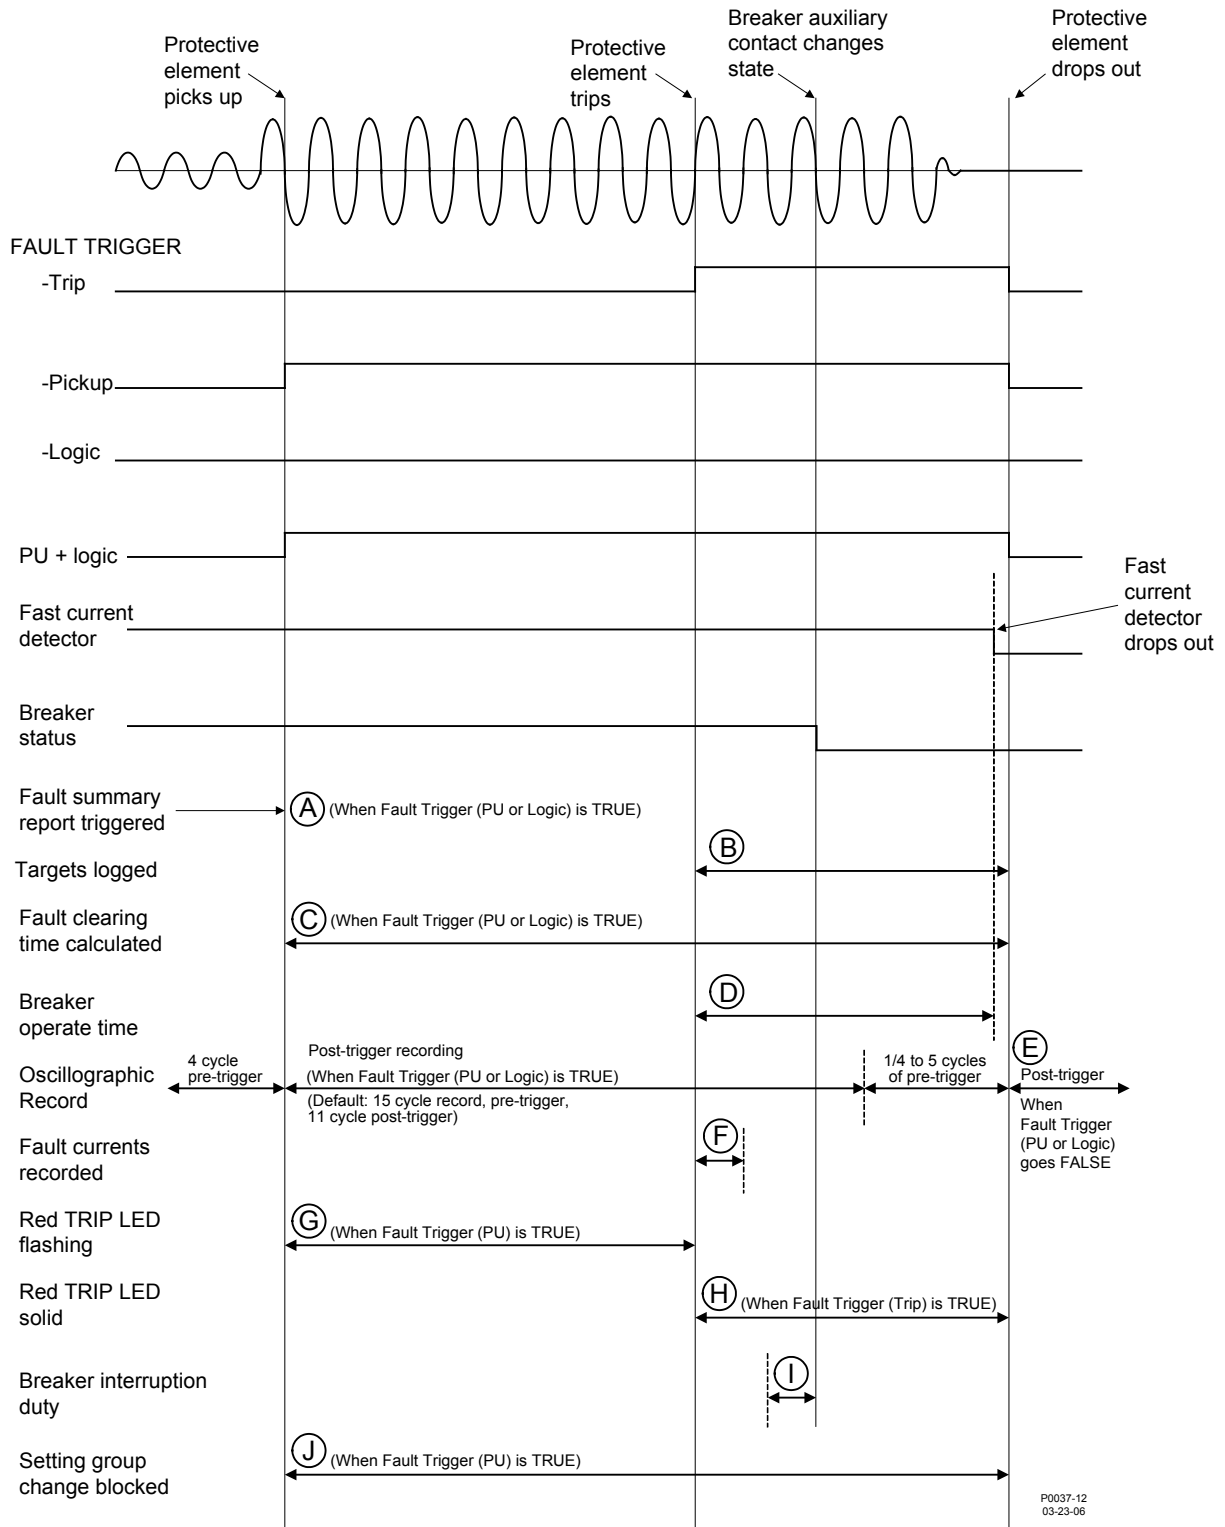 Protective
element
picks up
Protective
element
trips
Breaker auxiliary
contact changes
state
Protective
element
drops out
FAULT TRIGGER
-Trip
-Pickup
-Logic
PU + logic
Fast current
detector
Fast
current
detector
drops out
Breaker
status
Fault summary
report triggered
A (When Fault Trigger (PU or Logic) is TRUE)
Targets logged
B
Fault clearing
time calculated
C (When Fault Trigger (PU or Logic) is TRUE)
Breaker
operate time
D
Oscillographic
Record
4 cycle
pre-trigger
Post-trigger recording
(When Fault Trigger (PU or Logic) is TRUE)
(Default: 15 cycle record, pre-trigger,
11 cycle post-trigger)
1/4 to 5 cycles
of pre-trigger
E
Post-trigger
When
Fault Trigger
(PU or Logic)
goes FALSE
Fault currents
recorded
F
Red TRIP LED
flashing
G (When Fault Trigger (PU) is TRUE)
Red TRIP LED
solid
H (When Fault Trigger (Trip) is TRUE)
Breaker interruption
duty
I
Setting group
change blocked
J (When Fault Trigger (PU) is TRUE)
P0037-12
03-23-06